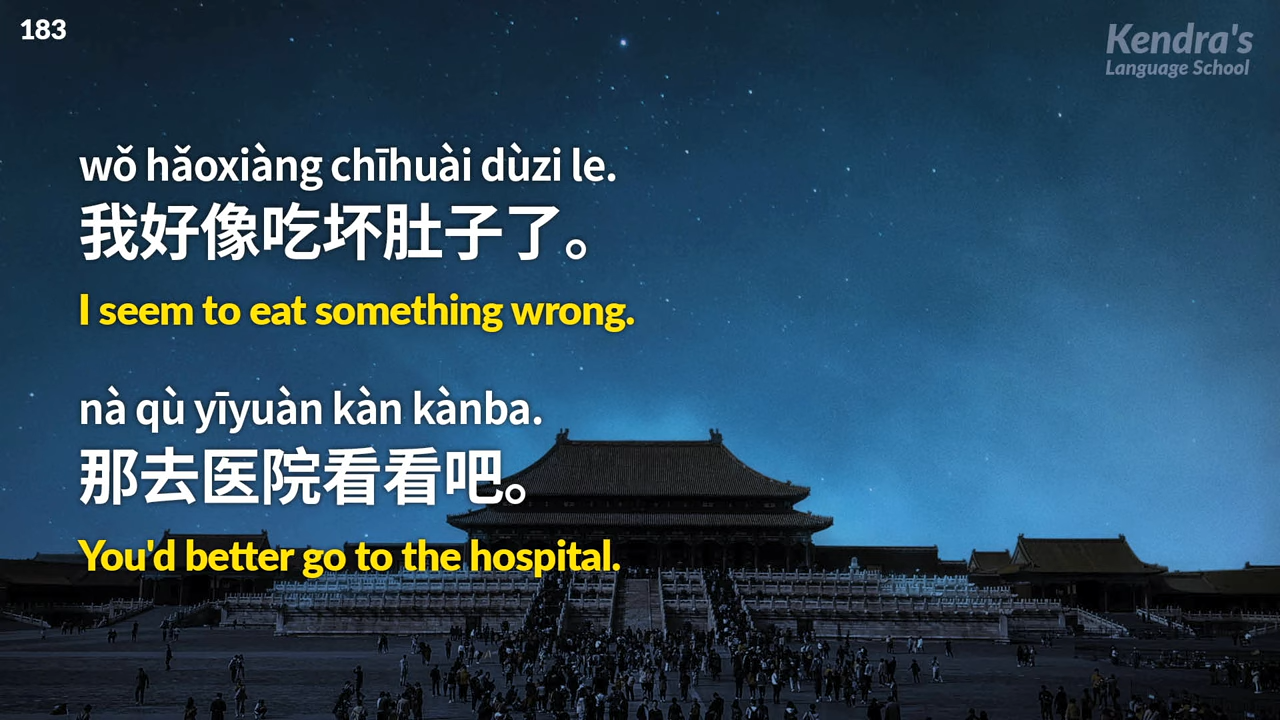 183
Kendra's
Language School
wǒ hǎoxiàng chīhuài dùzi le.
我好像吃坏肚子了。
I seem to eat something wrong.
nà qù yīyuàn kàn kànba.
那去医院看看吧。
You'd better go to the hospital.